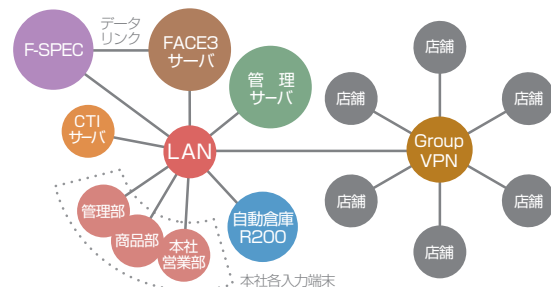 F-SPEC
データ
リンク
FACE3
サーバ
管 理
サーバ
CTI
サーバ
LAN
管理部
商品部
本社
営業部
自動倉庫
R200
本社各入力端末
Group
VPN
店舗
店舗
店舗
店舗
店舗
店舗